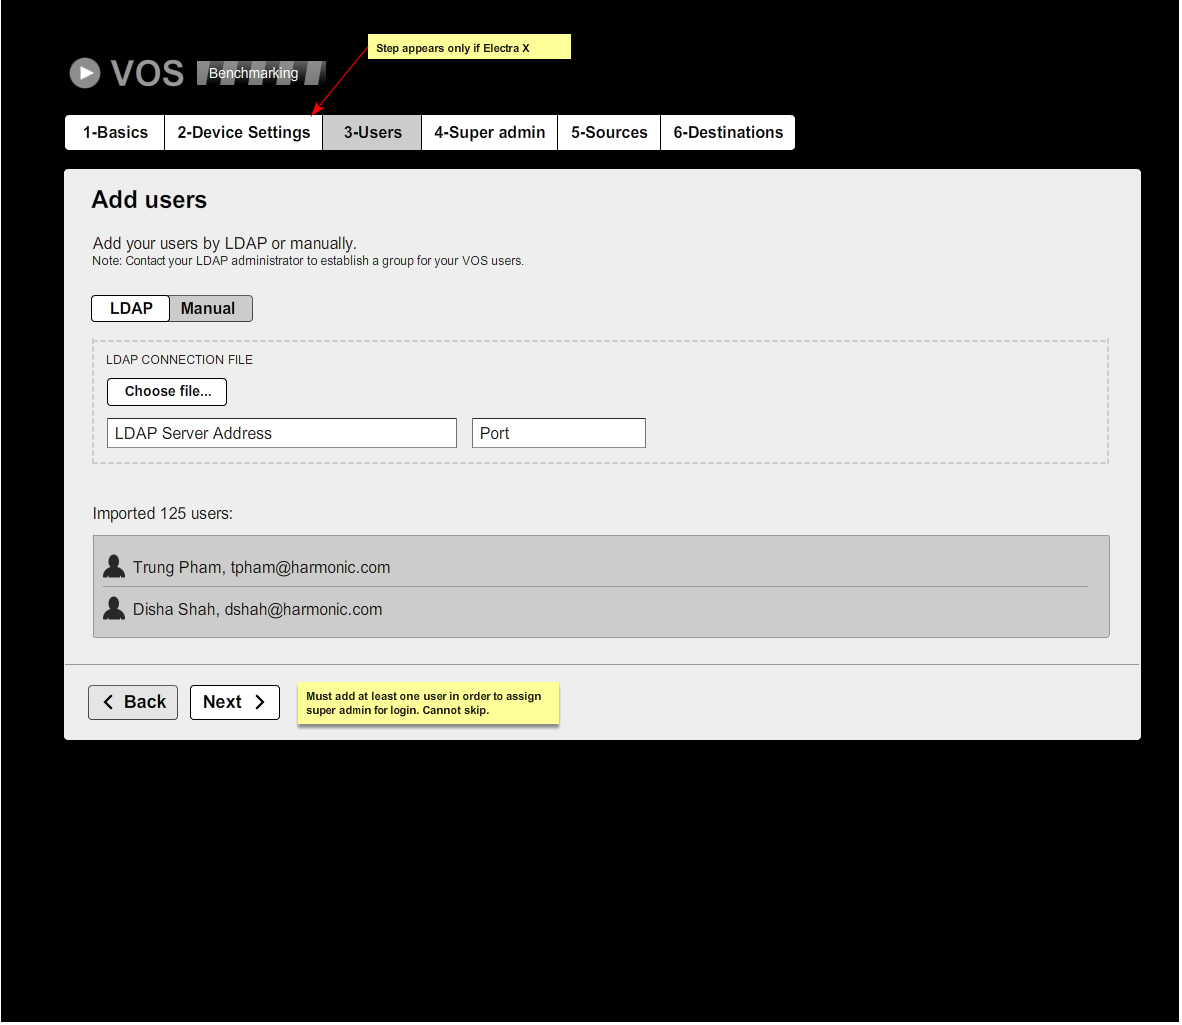 Step appears only if Electra X
VOS Benchmarking
1-Basics 2-Device Settings 3-Users 4-Super admin 5-Sources 6-Destinations
Add users
Add your users by LDAP or manually.
Note: Contact your LDAP administrator to establish a group for your VOS users.
LDAP Manual
LDAP CONNECTION FILE
Choose file...
LDAP Server Address Port
Imported 125 users:
Trung Pham, tpham@harmonic.com
Disha Shah, dshah@harmonic.com
Back Next
Must add at least one user in order to assign
super admin for login. Cannot skip.